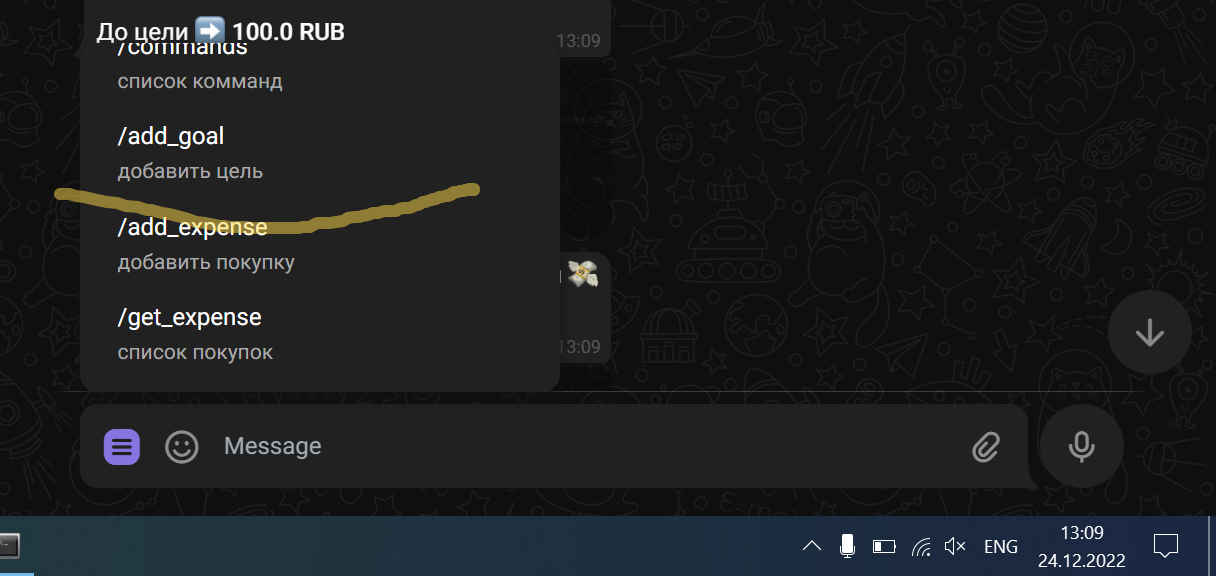 До цели ➡️ 100.0 RUB
13:09
/commands
список комманд
/add_goal
добавить цель
/add_expense
добавить покупку
/get_expense
список покупок
13:09
Message
ENG
13:09
24.12.2022